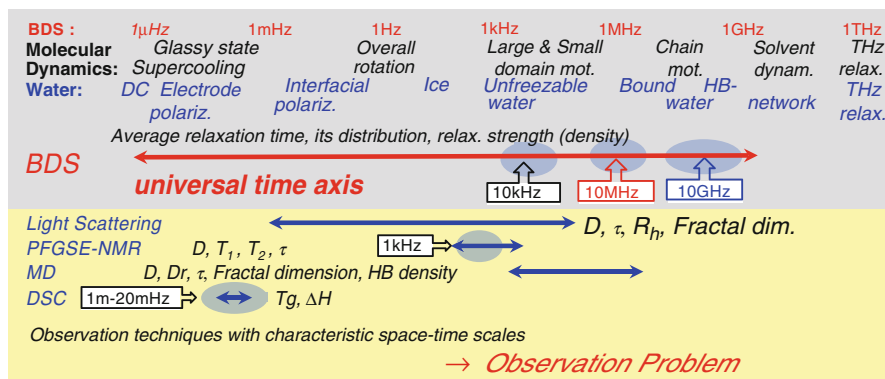 BDS : 1μHz 1mHz 1Hz 1kHz 1MHz 1GHz 1THz
Molecular Glassy state Overall Large & Small Chain Solvent THz
Dynamics: Supercooling rotation domain mot. mot. dynam. relax.
Water: DC Electrode Interfacial Ice Unfreezable Bound HB- THz
polariz. polariz. water water network relax.
Average relaxation time, its distribution, relax. strength (density)
BDS
universal time axis 10kHz 10MHz 10GHz
Light Scattering D, τ, Rh, Fractal dim.
PFGSE-NMR D, T1, T2, τ 1kHz
MD D, Dr, τ, Fractal dimension, HB density
DSC 1m-20mHz Tg, ΔH
Observation techniques with characteristic space-time scales
→ Observation Problem